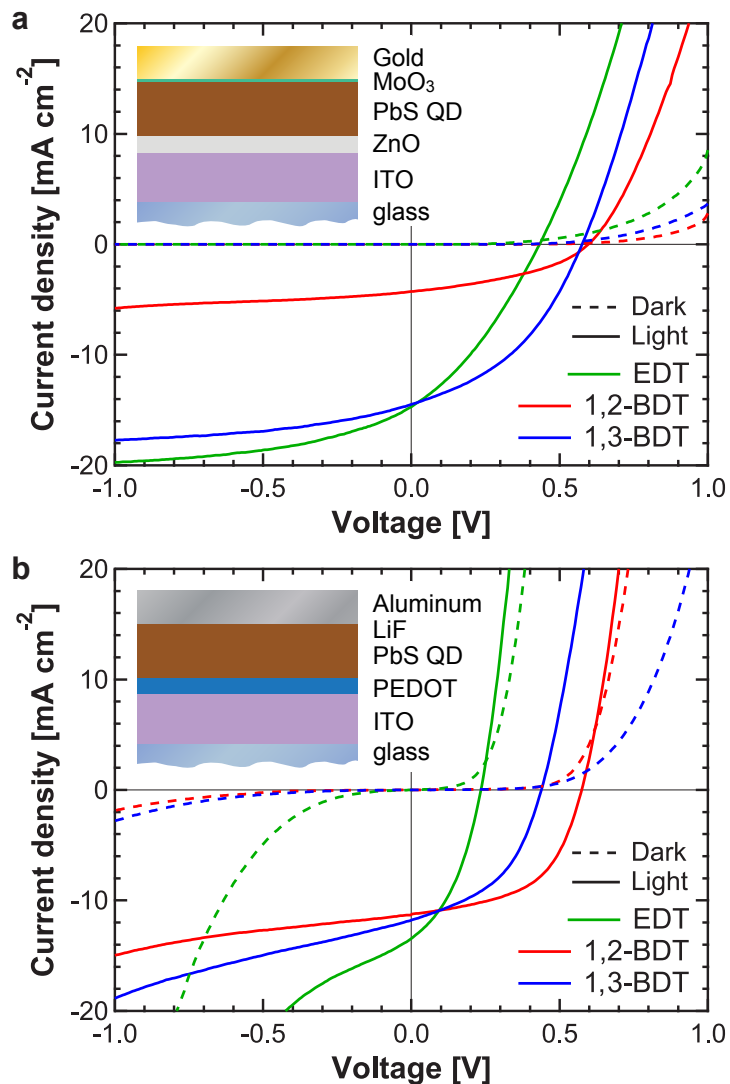 a
20
10
0
-10
-20
Current density [mA cm⁻²]
Gold
MoO₃
PbS QD
ZnO
ITO
glass
Dark
Light
EDT
1,2-BDT
1,3-BDT
-1.0 -0.5 0.0 0.5 1.0
Voltage [V]
b
20
10
0
-10
-20
Current density [mA cm⁻²]
Aluminum
LiF
PbS QD
PEDOT
ITO
glass
Dark
Light
EDT
1,2-BDT
1,3-BDT
-1.0 -0.5 0.0 0.5 1.0
Voltage [V]